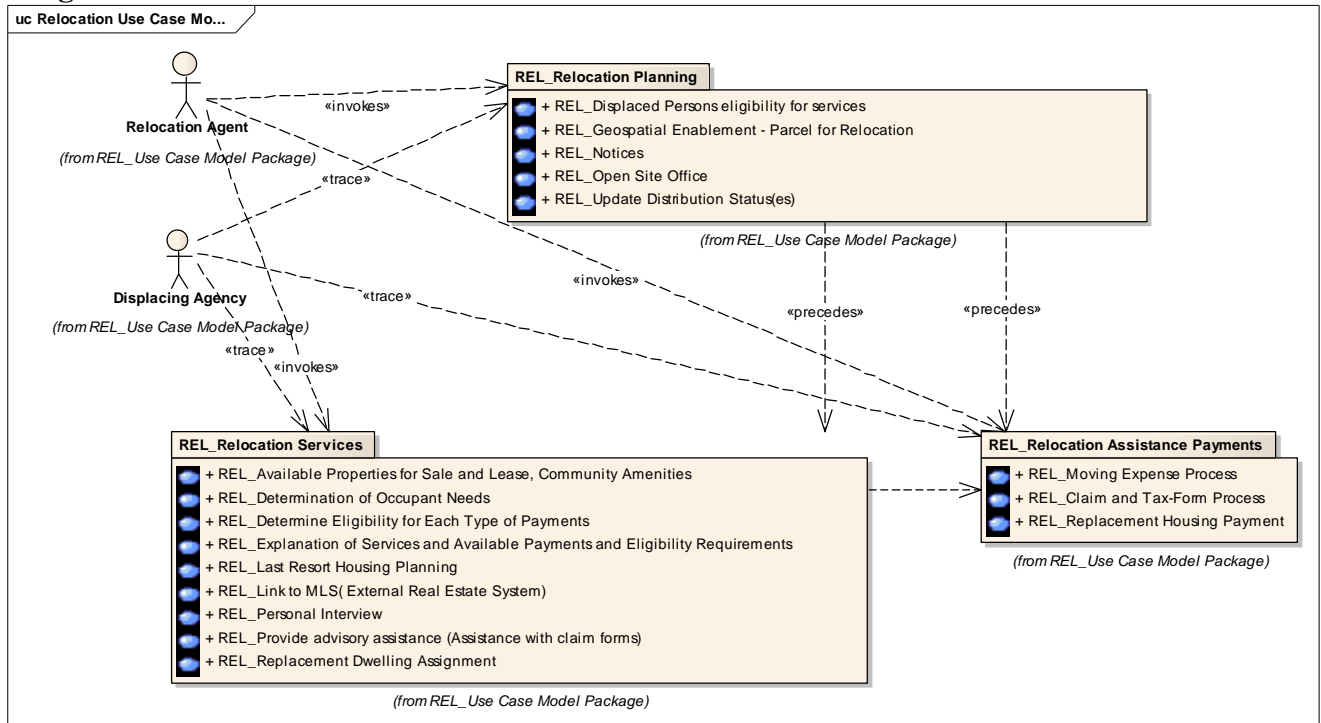 uc Relocation Use Case Mo...
Relocation Agent
(from REL_Use Case Model Package)
«invokes»
REL_Relocation Planning
+ REL_Displaced Persons eligibility for services
+ REL_Geospatial Enablement - Parcel for Relocation
+ REL_Notices
+ REL_Open Site Office
+ REL_Update Distribution Status(es)
(from REL_Use Case Model Package)
«trace»
Displacing Agency
(from REL_Use Case Model Package)
«invokes»
«trace»
«precedes»
«precedes»
«trace»
«invokes»
REL_Relocation Services
+ REL_Available Properties for Sale and Lease, Community Amenities
+ REL_Determination of Occupant Needs
+ REL_Determine Eligibility for Each Type of Payments
+ REL_Explanation of Services and Available Payments and Eligibility Requirements
+ REL_Last Resort Housing Planning
+ REL_Link to MLS( External Real Estate System)
+ REL_Personal Interview
+ REL_Provide advisory assistance (Assistance with claim forms)
+ REL_Replacement Dwelling Assignment
(from REL_Use Case Model Package)
REL_Relocation Assistance Payments
+ REL_Moving Expense Process
+ REL_Claim and Tax-Form Process
+ REL_Replacement Housing Payment
(from REL_Use Case Model Package)